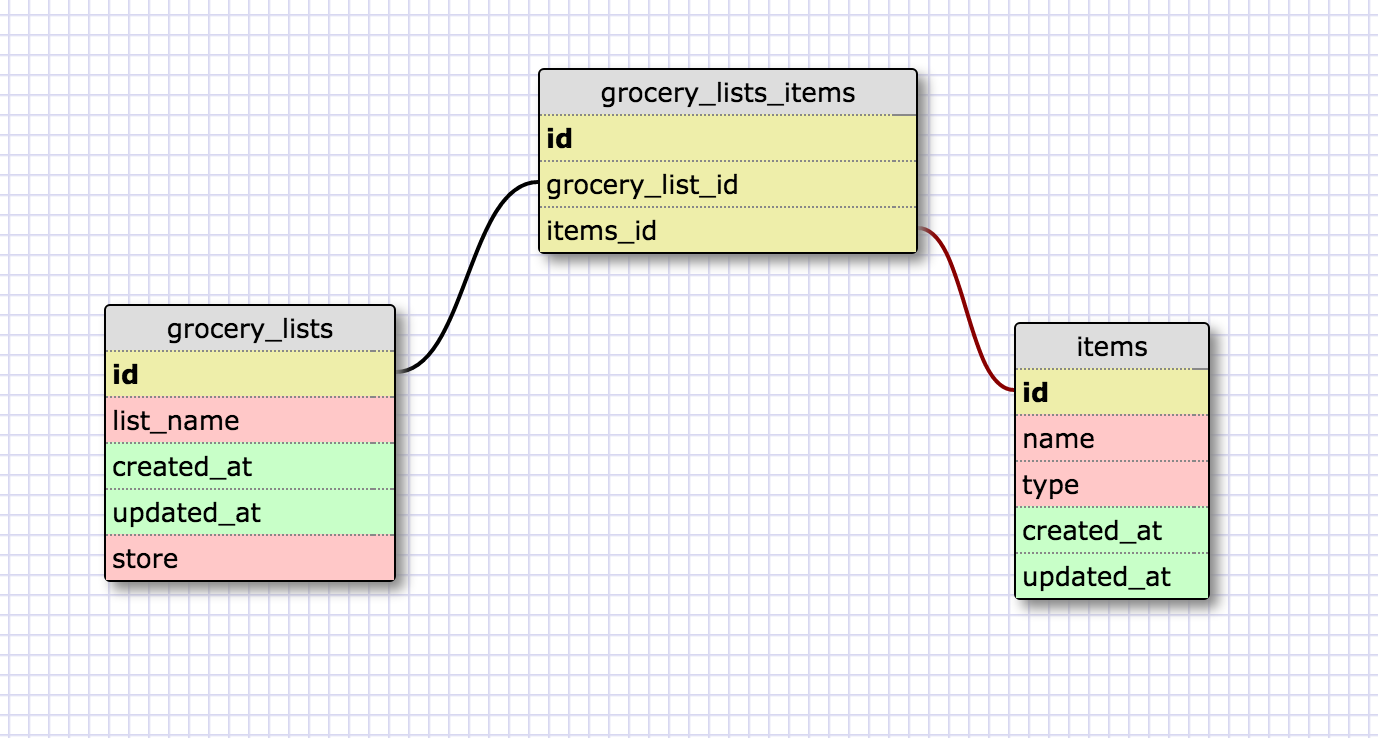 grocery_lists_items
id
grocery_list_id
items_id
grocery_lists
id
list_name
created_at
updated_at
store
items
id
name
type
created_at
updated_at